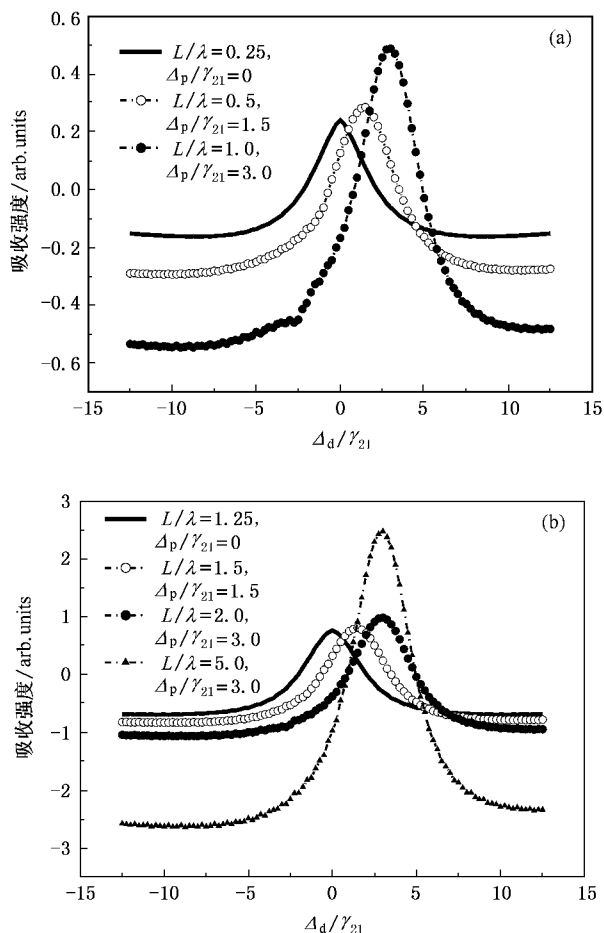 (a)
L/λ=0.25,
Δp/γ21=0
L/λ=0.5,
Δp/γ21=1.5
L/λ=1.0,
Δp/γ21=3.0
吸收强度/arb.units
0.6
0.4
0.2
0.0
−0.2
−0.4
−0.6
−15
−10
−5
0
5
10
15
Δd/γ21
(b)
L/λ=1.25,
Δp/γ21=0
L/λ=1.5,
Δp/γ21=1.5
L/λ=2.0,
Δp/γ21=3.0
L/λ=5.0,
Δp/γ21=3.0
吸收强度/arb.units
3
2
1
0
−1
−2
−3
−15
−10
−5
0
5
10
15
Δd/γ21